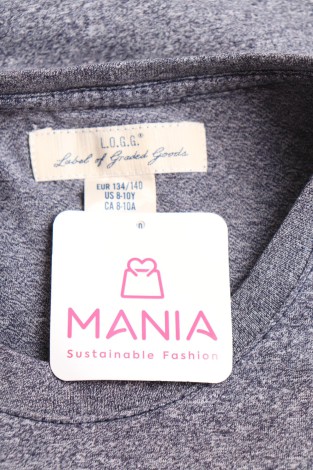 L.O.G.G.®
Label of Graded Goods
EUR 134/140
US 8-10Y
CA 8-10A
MANIA
Sustainable Fashion